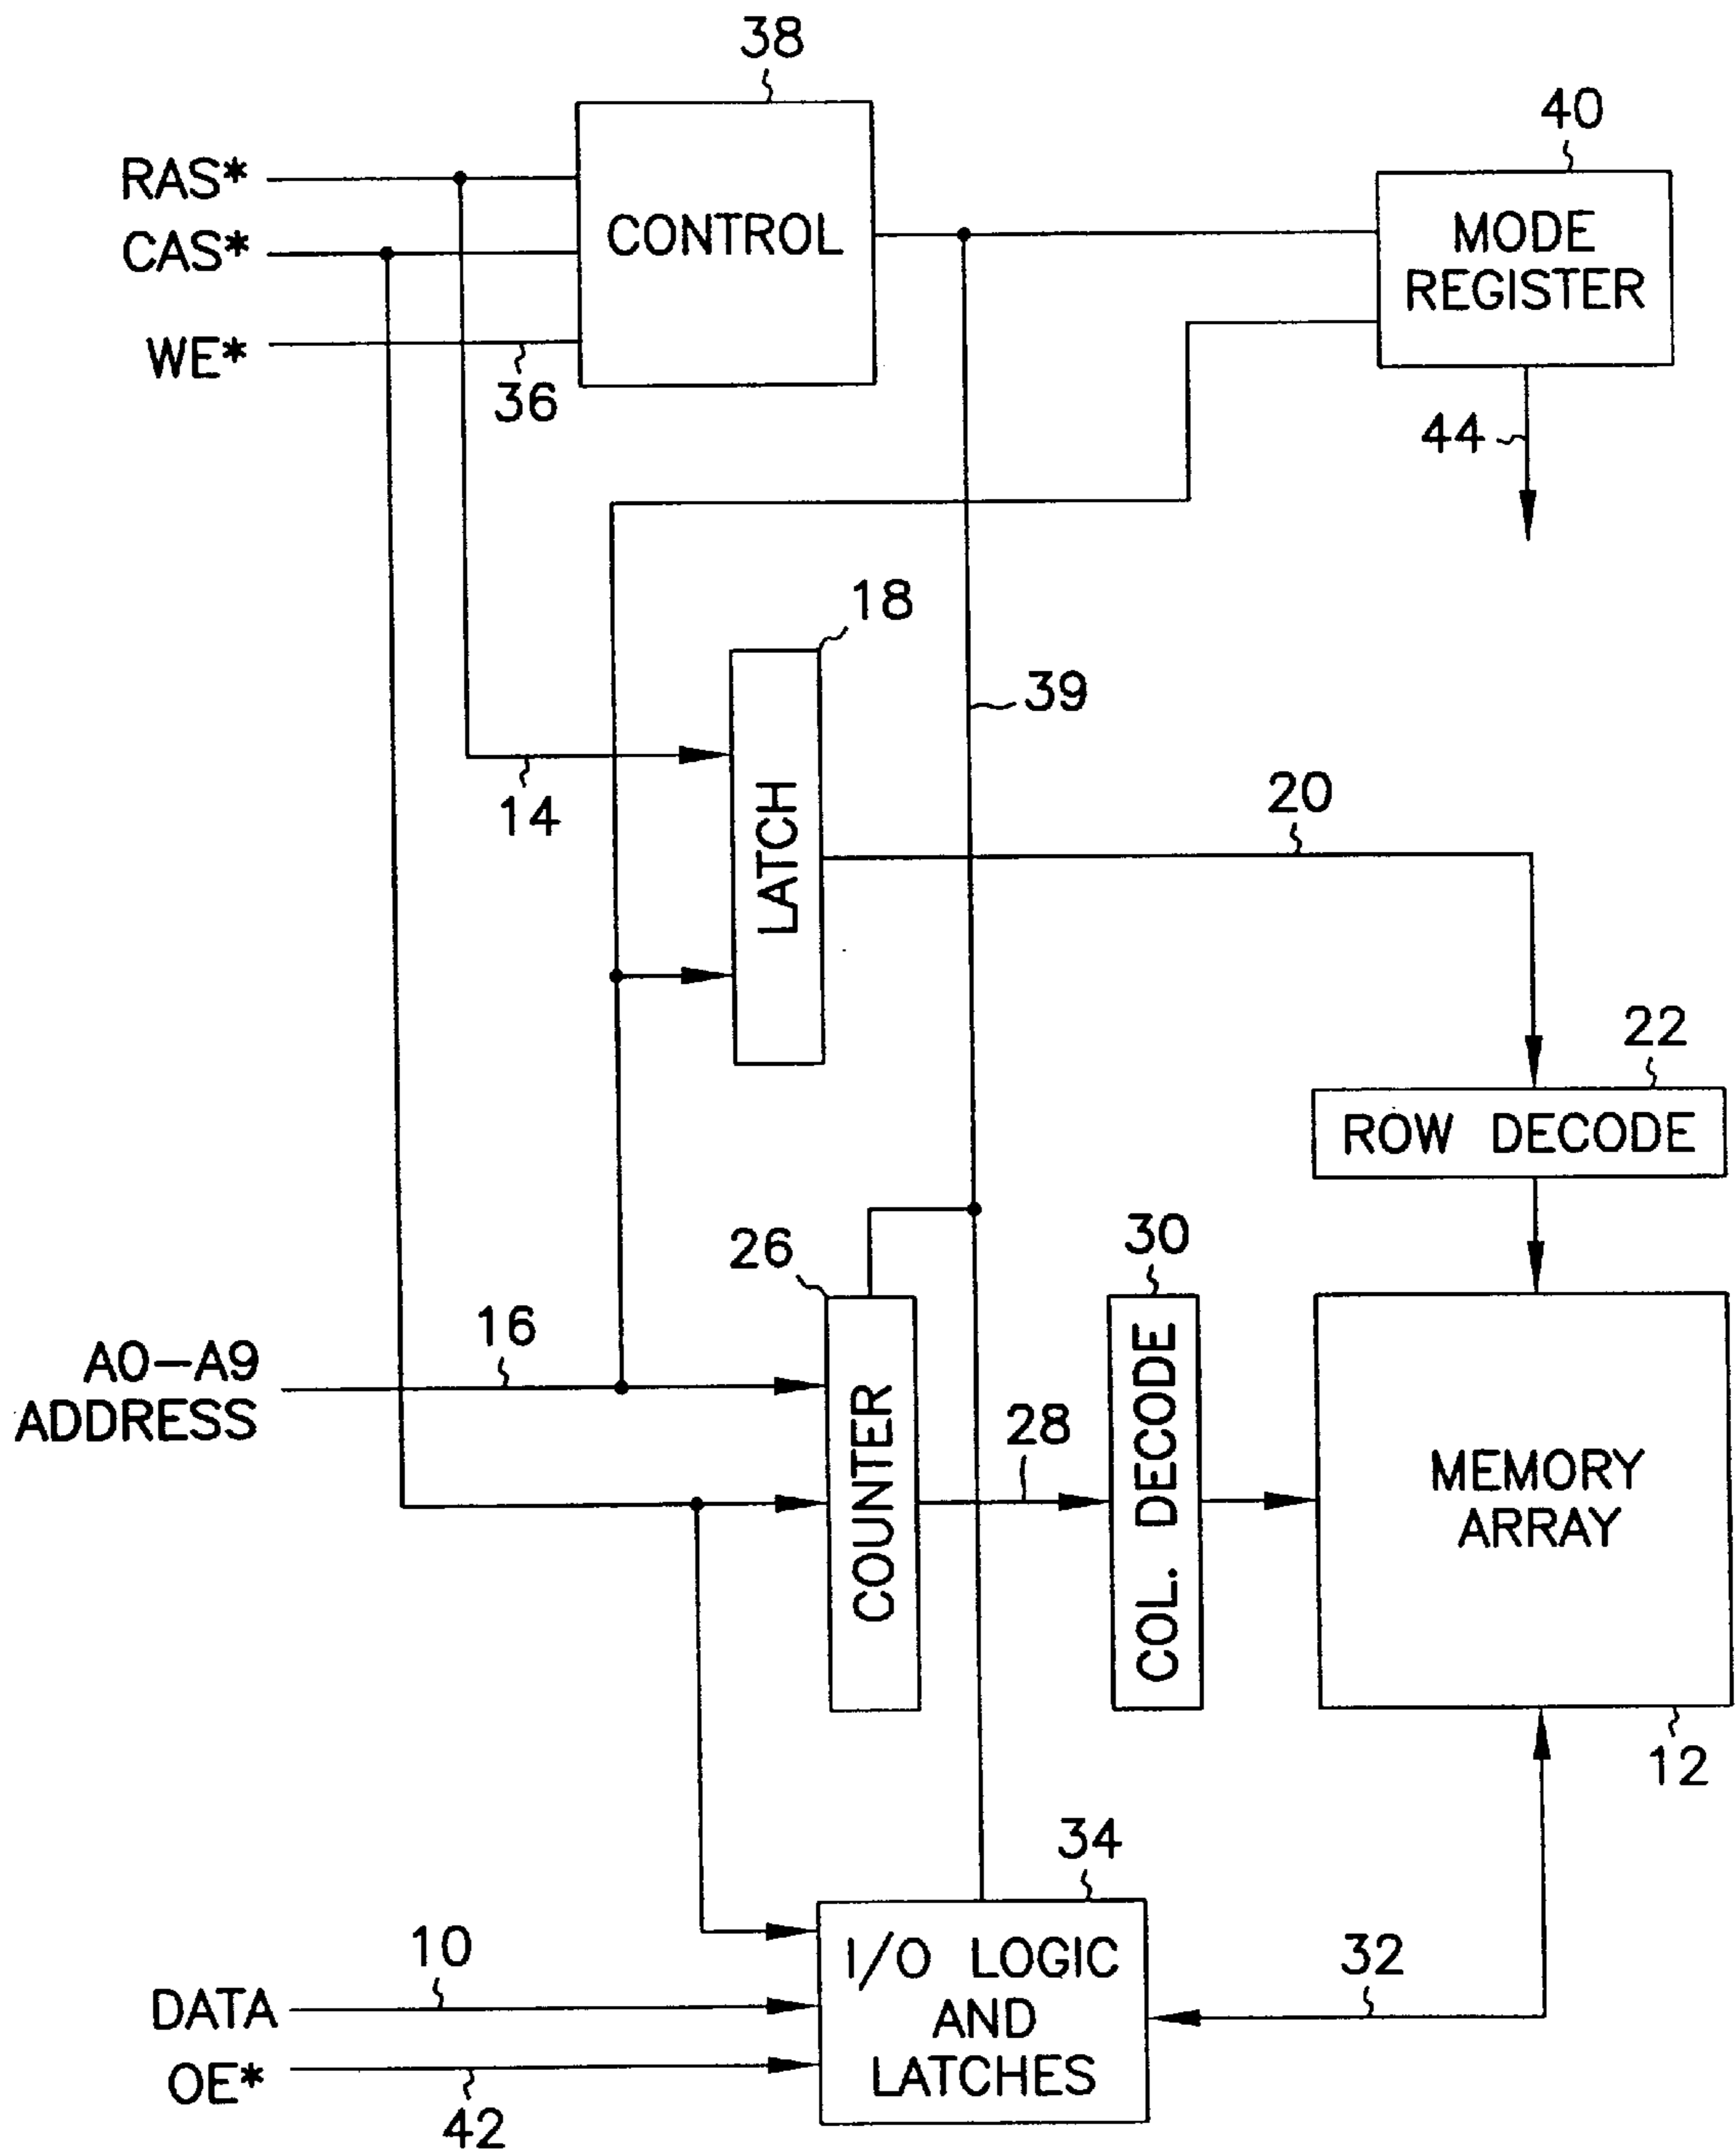 38
40
RAS*
CAS*
WE*
CONTROL
MODE
REGISTER
36
44
18
39
14
LATCH
20
22
ROW DECODE
26
30
16
A0-A9
ADDRESS
COUNTER
28
COL. DECODE
MEMORY
ARRAY
12
34
10
I/O LOGIC
AND
LATCHES
32
DATA
OE*
42